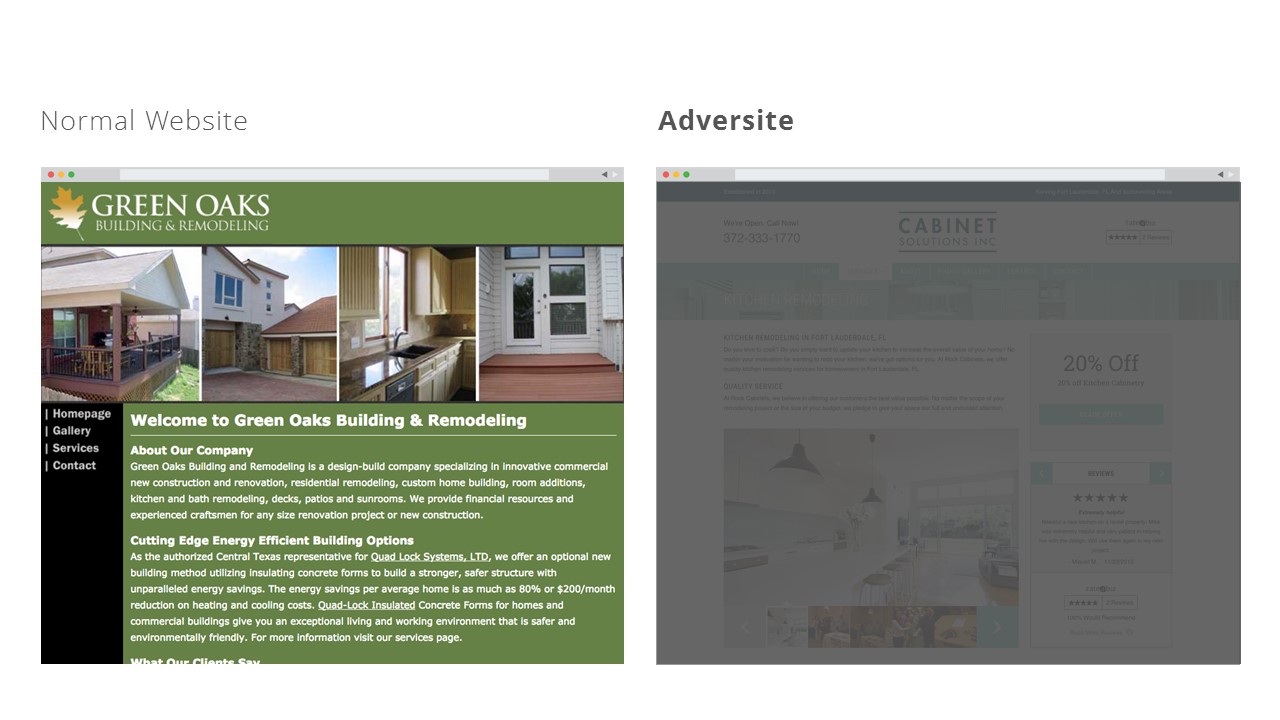 Normal Website
Adversite
GREEN OAKS
BUILDING & REMODELING
| Homepage
| Gallery
| Services
| Contact
Welcome to Green Oaks Building & Remodeling
About Our Company
Green Oaks Building and Remodeling is a design-build company specializing in innovative commercial
new construction and renovation, residential remodeling, custom home building, room additions,
kitchen and bath remodeling, decks, patios and sunrooms. We provide financial resources and
experienced craftsmen for any size renovation project or new construction.
Cutting Edge Energy Efficient Building Options
As the authorized Central Texas representative for Quad Lock Systems, LTD, we offer an optional new
building method utilizing insulating concrete forms to build a stronger, safer structure with
unparalleled energy savings. The energy savings per average home is as much as 80% or $200/month
reduction on heating and cooling costs. Quad-Lock Insulated Concrete Forms for homes and
commercial buildings give you an exceptional living and working environment that is safer and
environmentally friendly. For more information visit our services page.
What Our Clients Say
We're Open. Call Now!
372-333-1770
CABINET
SOLUTIONS INC
2 Reviews
KITCHEN REMODELING
KITCHEN REMODELING IN FORT LAUDERDALE, FL
QUALITY SERVICE
20% Off
20% off Kitchen Cabinetry
REVIEWS
Extremely helpful
2 Reviews